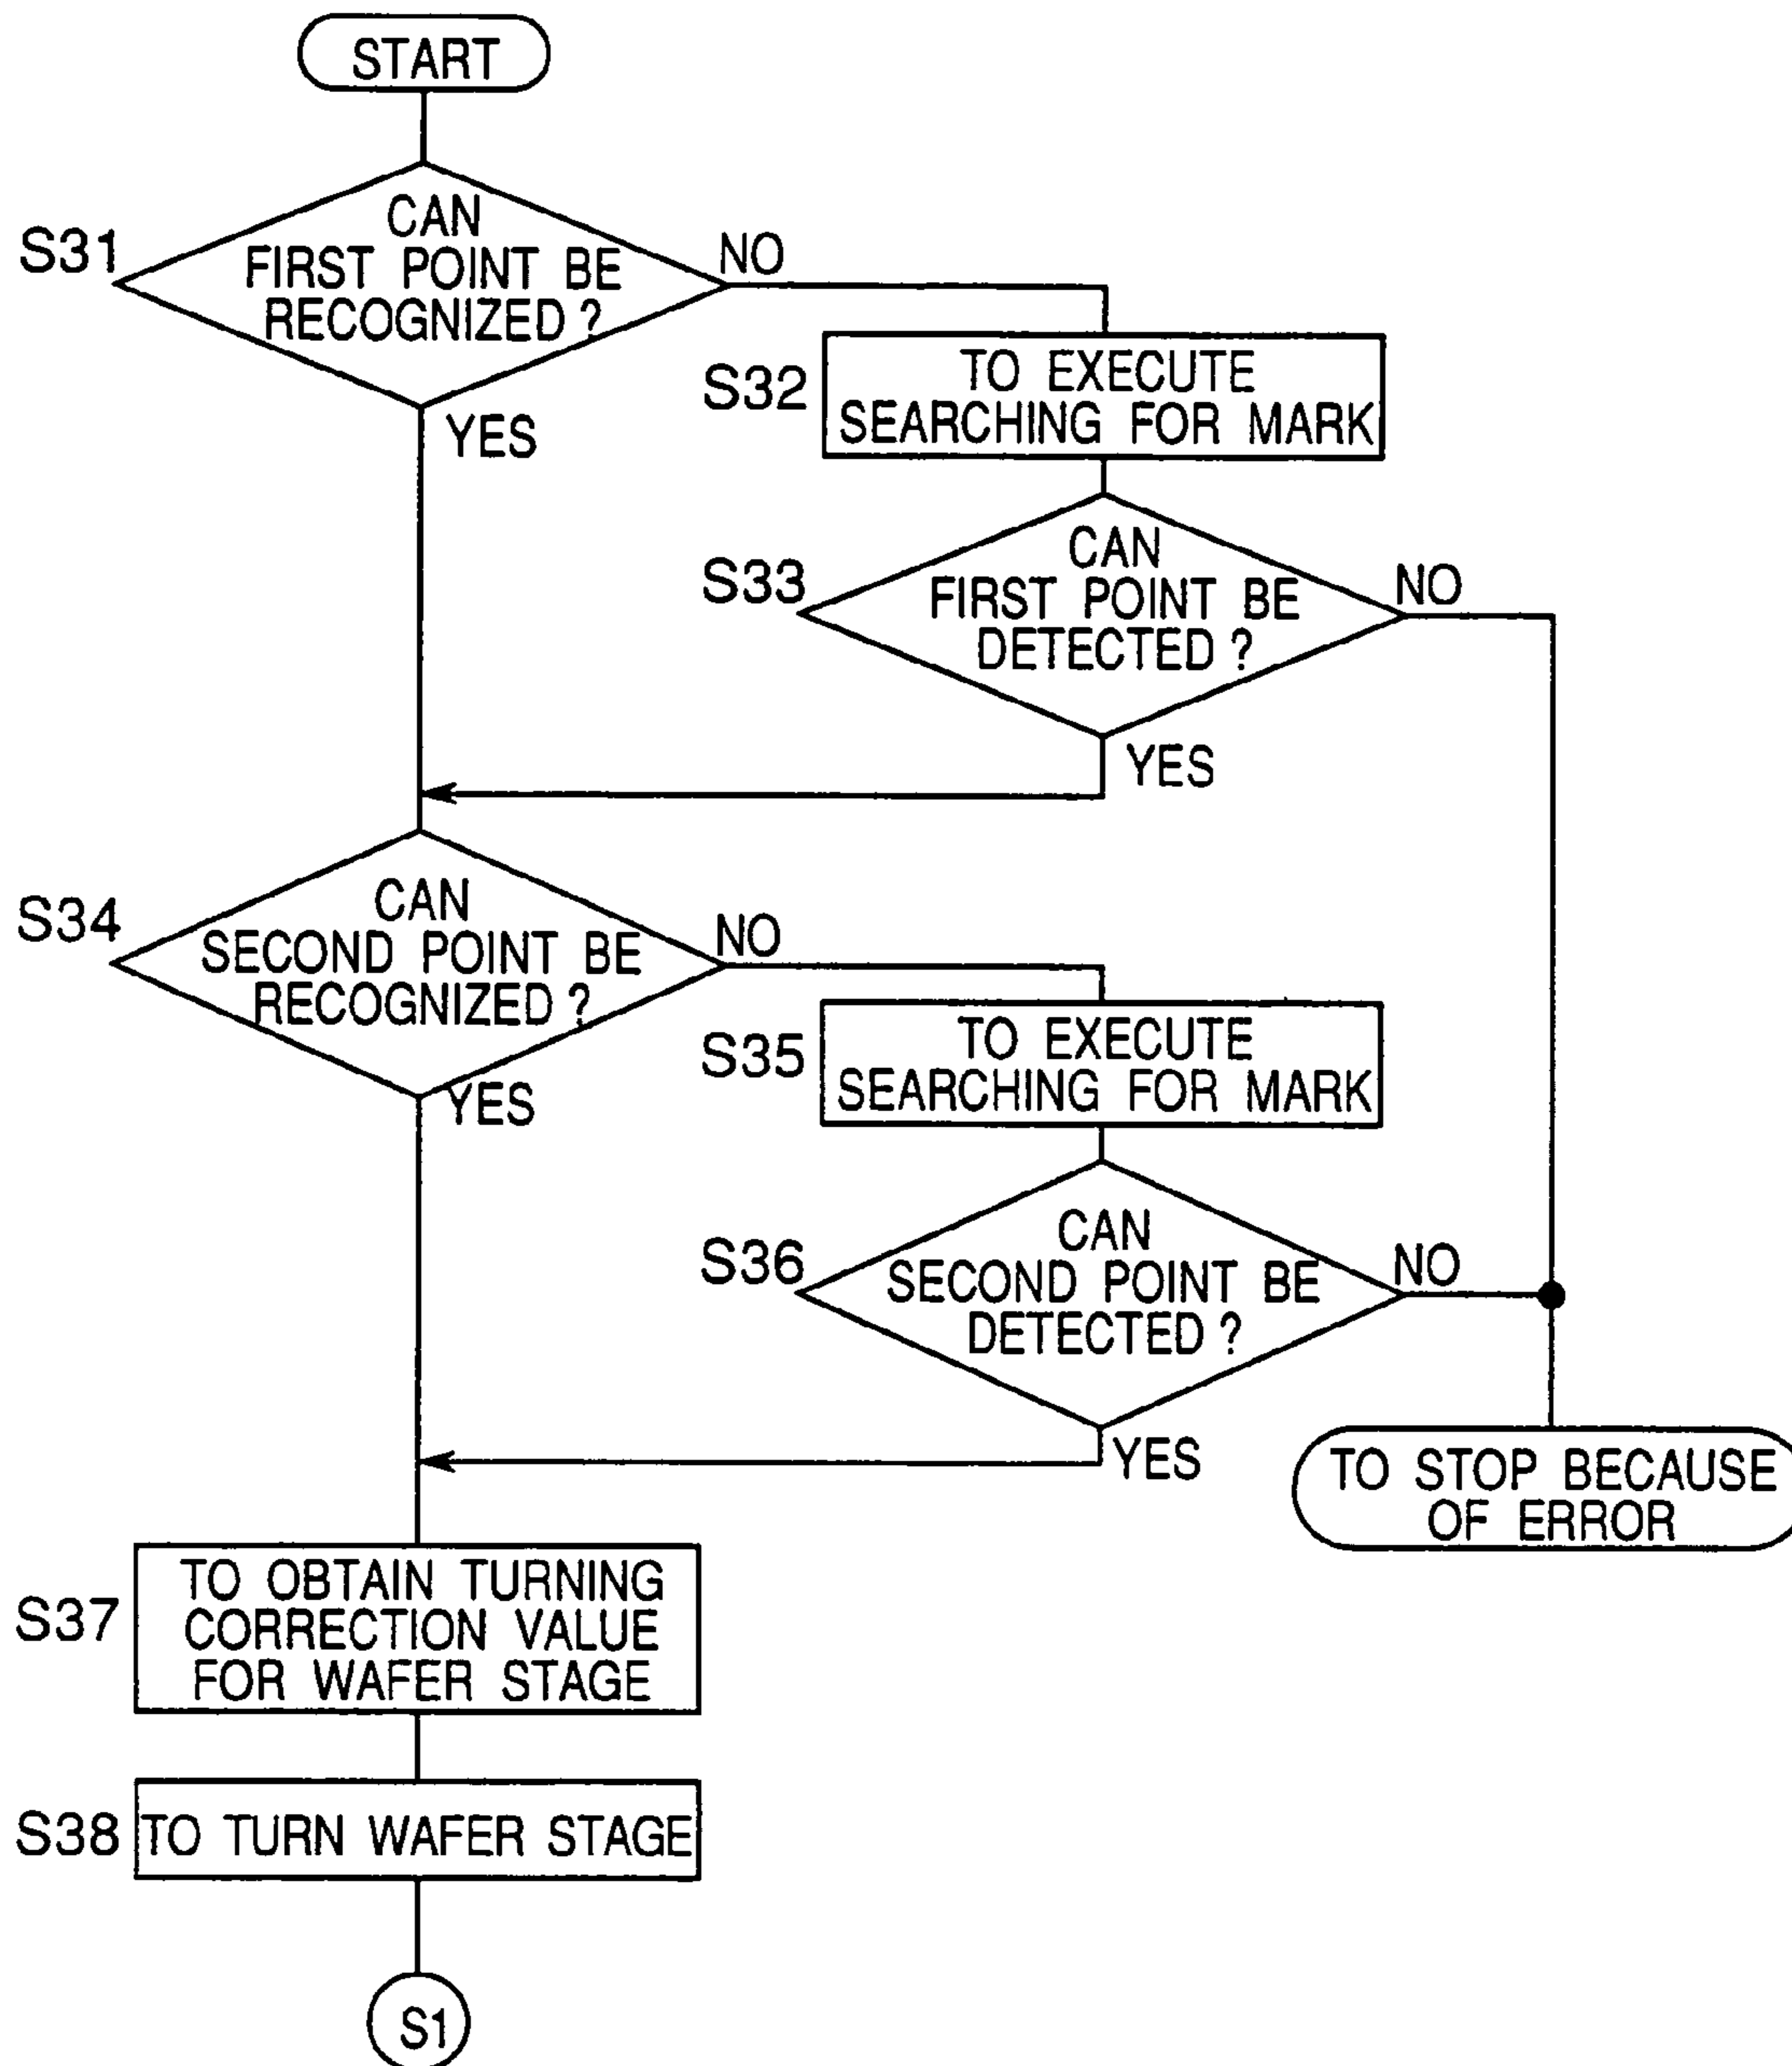 START
S31
CAN
FIRST POINT BE
RECOGNIZED ?
NO
YES
S32
TO EXECUTE
SEARCHING FOR MARK
S33
CAN
FIRST POINT BE
DETECTED ?
NO
YES
S34
CAN
SECOND POINT BE
RECOGNIZED ?
NO
YES
S35
TO EXECUTE
SEARCHING FOR MARK
S36
CAN
SECOND POINT BE
DETECTED ?
NO
YES
TO STOP BECAUSE
OF ERROR
S37
TO OBTAIN TURNING
CORRECTION VALUE
FOR WAFER STAGE
S38
TO TURN WAFER STAGE
S1